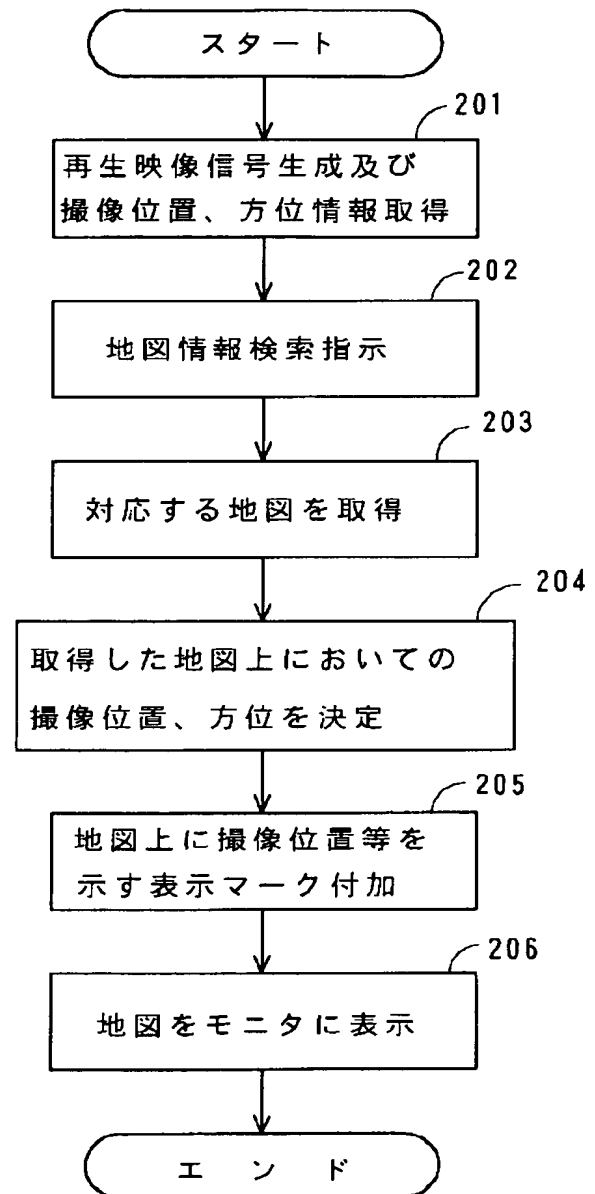 スタート
201
再生映像信号生成及び
撮像位置、方位情報取得
202
地図情報検索指示
203
対応する地図を取得
204
取得した地図上においての
撮像位置、方位を決定
205
地図上に撮像位置等を
示す表示マーク付加
206
地図をモニタに表示
エンド